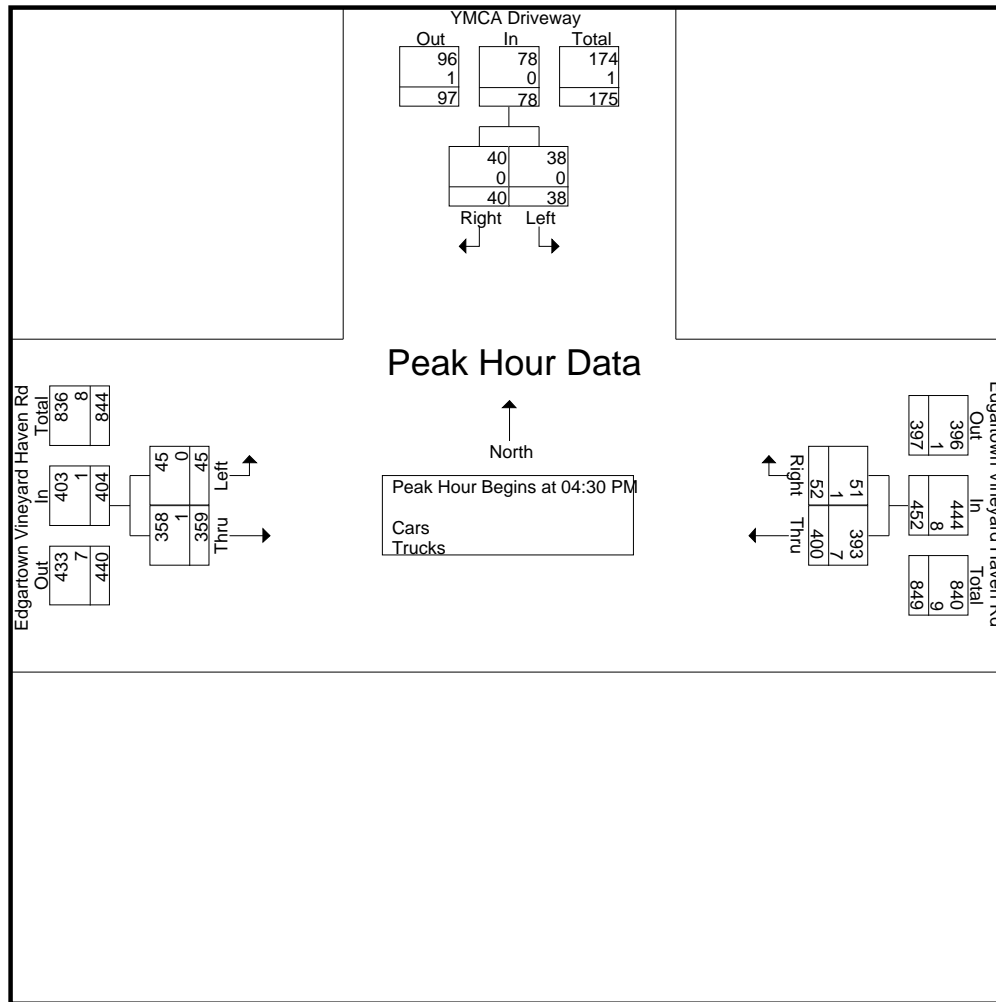 YMCA Driveway
Out In Total
96 78 174
1 0 1
97 78 175
40 38
0 0
40 38
Right Left
Peak Hour Data
North
Peak Hour Begins at 04:30 PM
Cars
Trucks
Edgartown Vineyard Haven Rd
Out In Total
433 403 836
7 1 8
440 404 844
45 358
0 1
45 359
Left Thru
Edgartown Vineyard Haven Rd
Out In Total
396 444 840
1 8 9
397 452 849
51 393
1 7
52 400
Right Thru